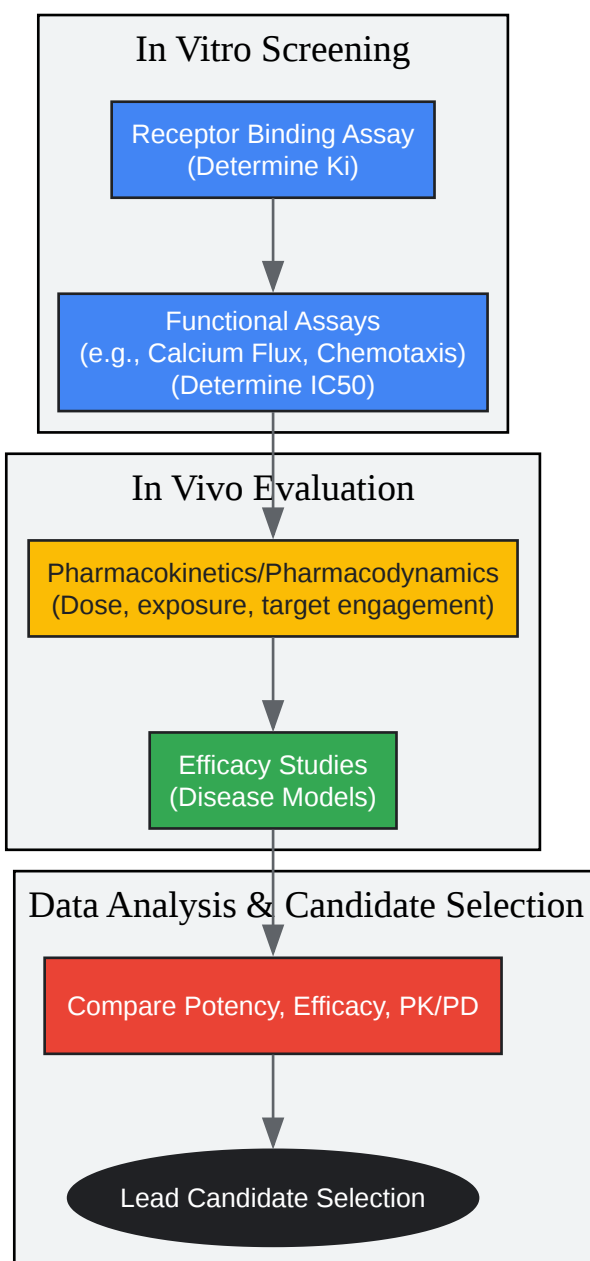 In Vitro Screening
Receptor Binding Assay
(Determine Ki)
Functional Assays
(e.g., Calcium Flux, Chemotaxis)
(Determine IC50)
In Vivo Evaluation
Pharmacokinetics/Pharmacodynamics
(Dose, exposure, target engagement)
Efficacy Studies
(Disease Models)
Data Analysis & Candidate Selection
Compare Potency, Efficacy, PK/PD
Lead Candidate Selection